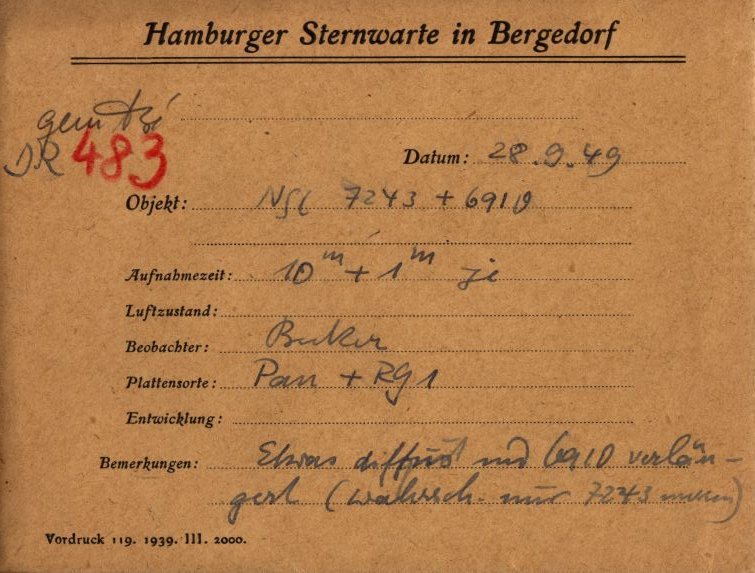 Hamburger Sternwarte in Bergedorf
gem
DR 483
Datum: 28.9.49
Objekt: NGC 7243 + 6910
Aufnahmezeit: 10ᵐ + 1ᵐ je
Luftzustand:
Beobachter: Becker
Plattensorte: Pan + RG1
Entwicklung:
Bemerkungen: Etwas diffus und 6910 verlän-
gert (wahrsch. nur 7243 messen)
Vordruck 119. 1939. III. 2000.